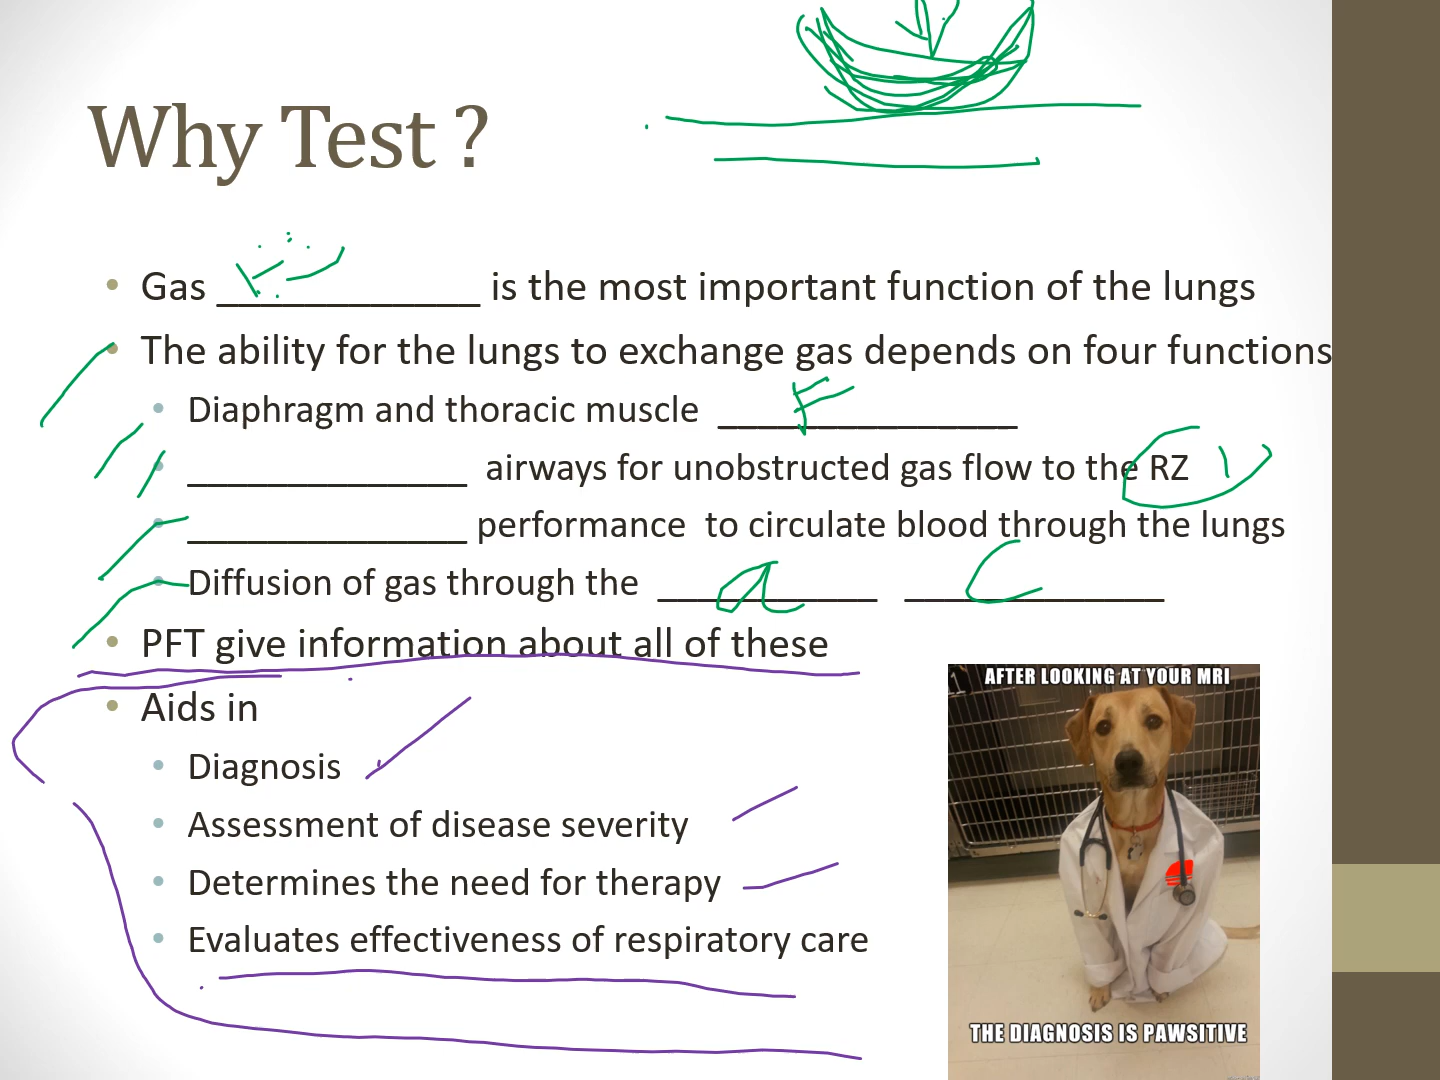 Why Test ?
Gas ____________ is the most important function of the lungs
The ability for the lungs to exchange gas depends on four functions
Diaphragm and thoracic muscle _______________ F
______________ airways for unobstructed gas flow to the RZ
______________ performance to circulate blood through the lungs
Diffusion of gas through the ___________ a _____________ C
PFT give information about all of these
Aids in
Diagnosis
Assessment of disease severity
Determines the need for therapy
Evaluates effectiveness of respiratory care
AFTER LOOKING AT YOUR MRI
THE DIAGNOSIS IS PAWSITIVE